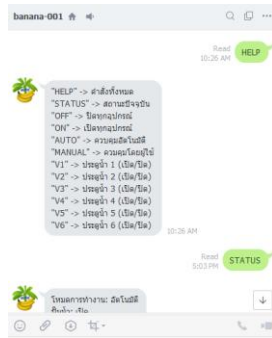 banana-001
Read
10:26 AM
HELP
"HELP" -> คำสั่งทั้งหมด
"STATUS" -> สถานะปัจจุบัน
"OFF" -> ปิดทุกอุปกรณ์
"ON" -> เปิดทุกอุปกรณ์
"AUTO" -> ควบคุมอัตโนมัติ
"MANUAL" -> ควบคุมโดยผู้ใช้
"V1" -> ประตูน้ำ 1 (เปิด/ปิด)
"V2" -> ประตูน้ำ 2 (เปิด/ปิด)
"V3" -> ประตูน้ำ 3 (เปิด/ปิด)
"V4" -> ประตูน้ำ 4 (เปิด/ปิด)
"V5" -> ประตูน้ำ 5 (เปิด/ปิด)
"V6" -> ประตูน้ำ 6 (เปิด/ปิด)
10:26 AM
Read
5:03 PM
STATUS
โหมดการทำงาน: อัตโนมัติ